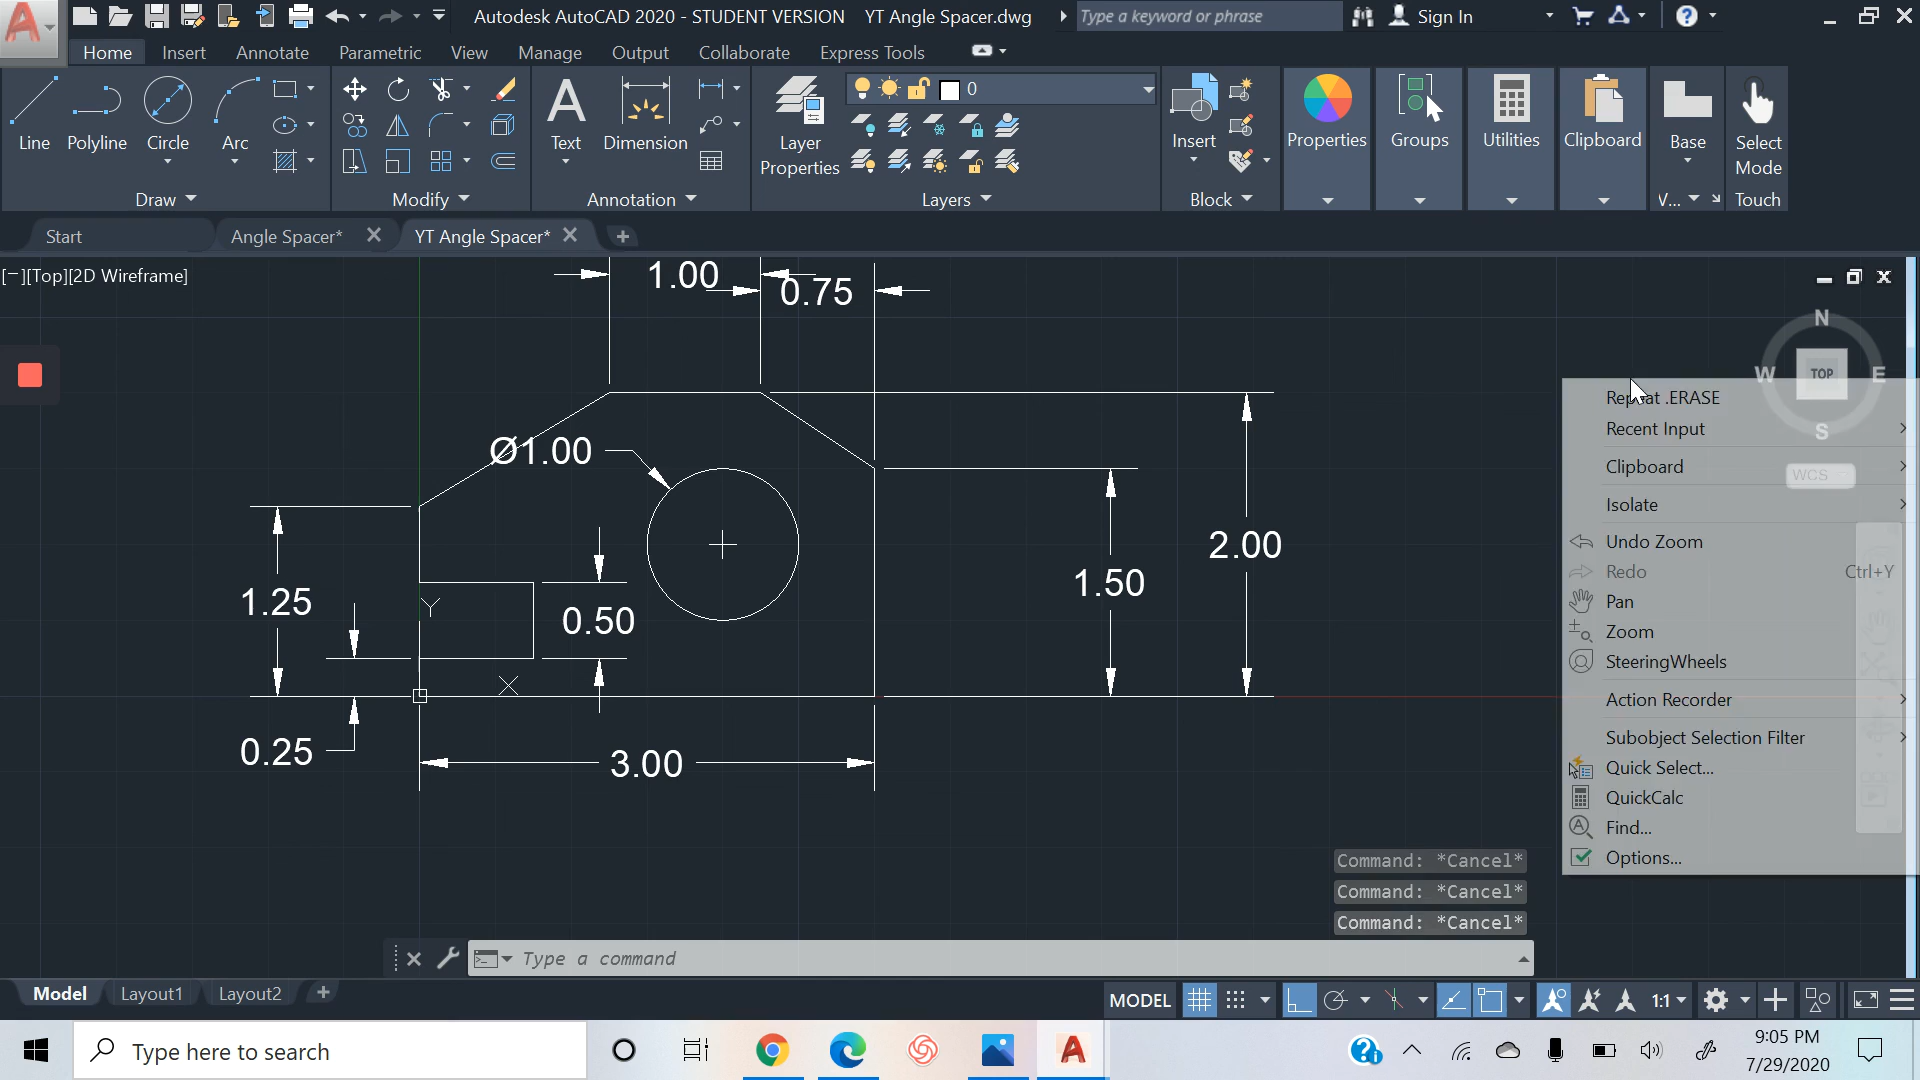 Autodesk AutoCAD 2020 - STUDENT VERSION YT Angle Spacer.dwg
Type a keyword or phrase
Sign In
Home Insert Annotate Parametric View Manage Output Collaborate Express Tools
Line Polyline Circle Arc
Draw
Modify
Text Dimension
Annotation
Layer Properties
0
Layers
Insert
Block
Properties
Groups
Utilities
Clipboard
Base
V...
Select Mode
Touch
Start Angle Spacer* YT Angle Spacer*
[−][Top][2D Wireframe]
1.00
0.75
Ø1.00
2.00
1.50
1.25
0.50
0.25
3.00
Y
X
N
W TOP E
S
WCS
Repeat .ERASE
Recent Input
Clipboard
Isolate
Undo Zoom
Redo Ctrl+Y
Pan
Zoom
SteeringWheels
Action Recorder
Subobject Selection Filter
Quick Select...
QuickCalc
Find...
Options...
Command: *Cancel*
Command: *Cancel*
Command: *Cancel*
Type a command
Model Layout1 Layout2
MODEL
1:1
Type here to search
9:05 PM
7/29/2020